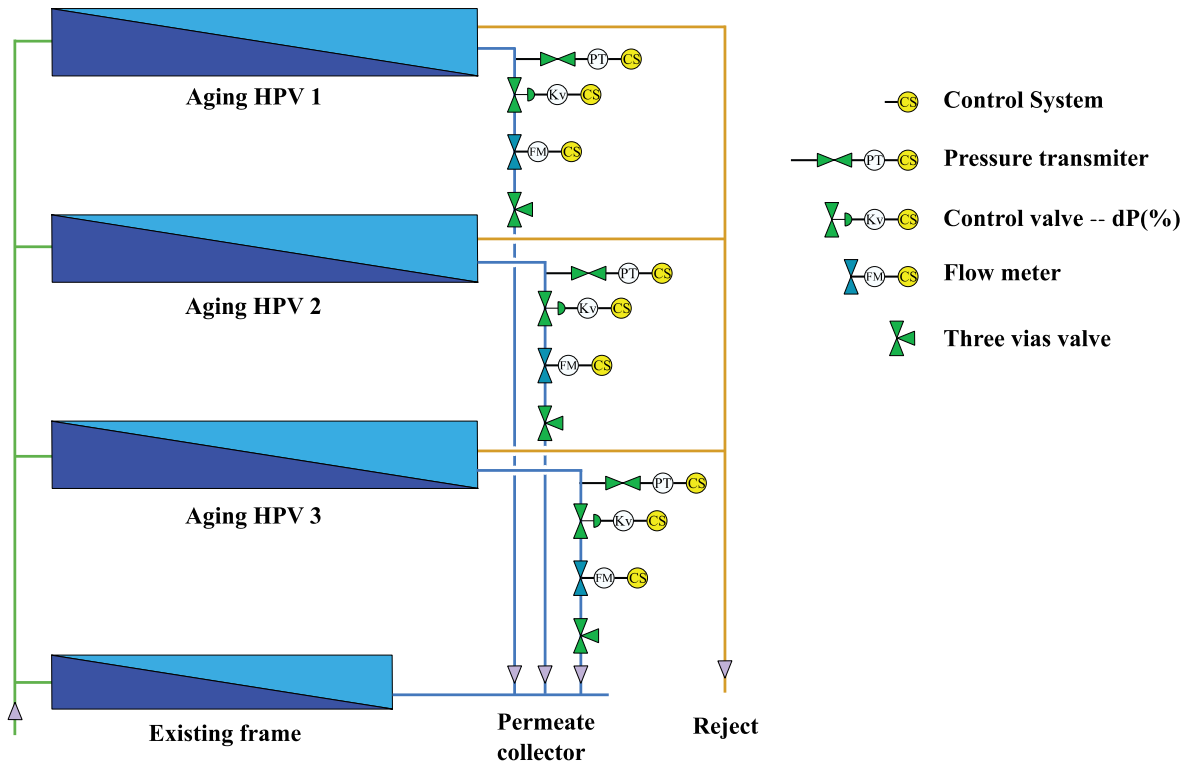 PT CS
Kv CS
FM CS
Aging HPV 1
PT CS
Kv CS
FM CS
Aging HPV 2
PT CS
Kv CS
FM CS
Aging HPV 3
Existing frame
Permeate
collector
Reject
CS Control System
PT CS Pressure transmiter
Kv CS Control valve -- dP(%)
FM CS Flow meter
Three vias valve